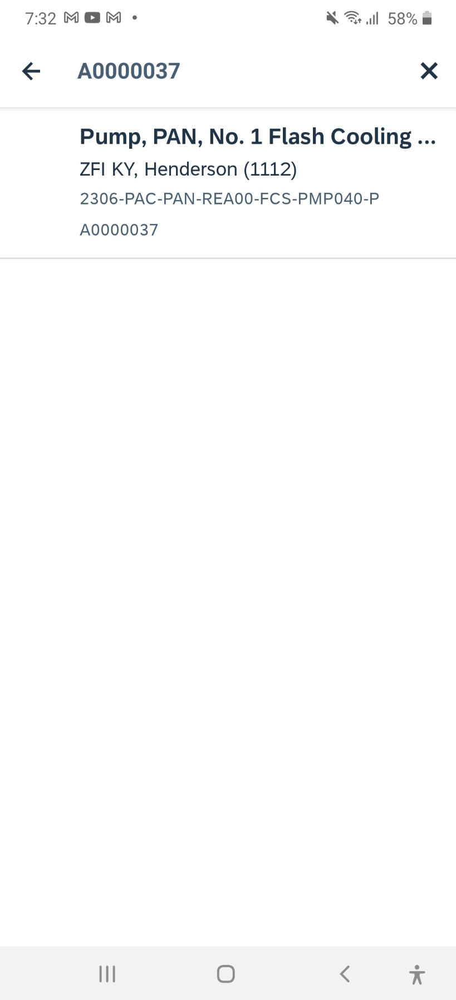 7:32 58%
A0000037
Pump, PAN, No. 1 Flash Cooling ...
ZFI KY, Henderson (1112)
2306-PAC-PAN-REA00-FCS-PMP040-P
A0000037